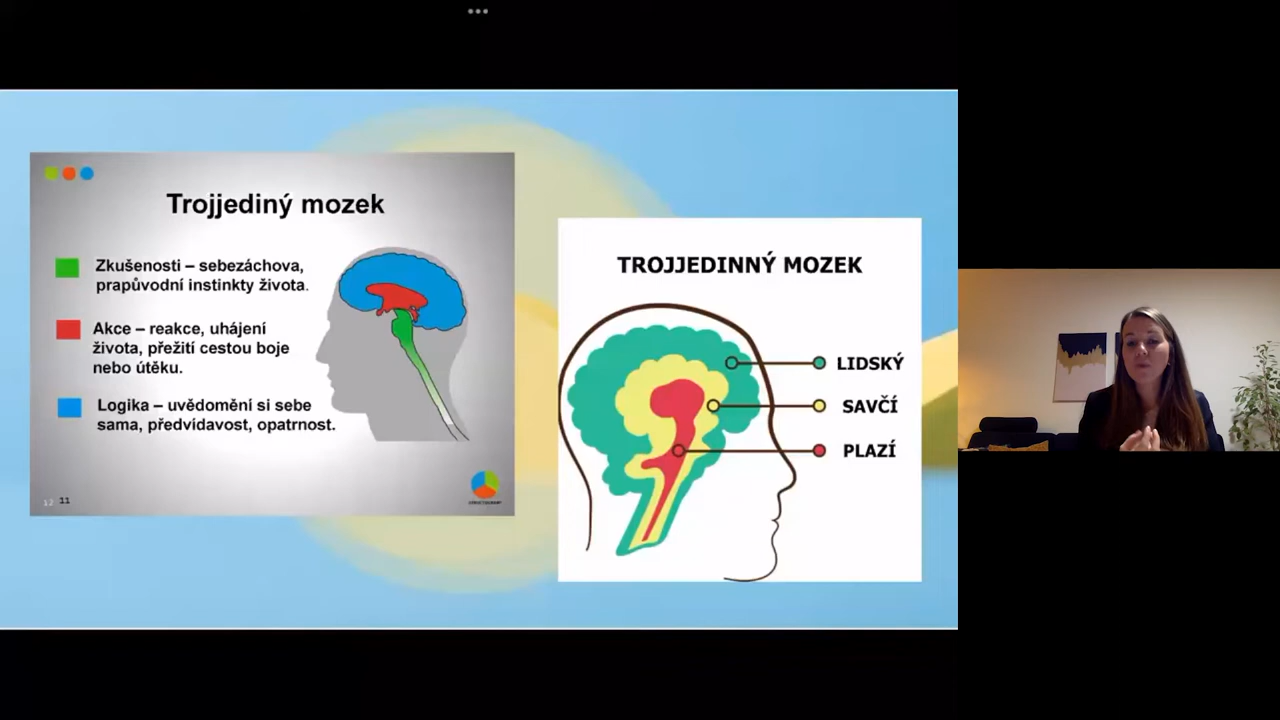 Trojjediný mozek
Zkušenosti – sebezáchova,
prapůvodní instinkty života.
Akce – reakce, uhájení
života, přežití cestou boje
nebo útěku.
Logika – uvědomění si sebe
sama, předvídavost, opatrnost.
12 11
TROJJEDINNÝ MOZEK
LIDSKÝ
SAVČÍ
PLAZÍ